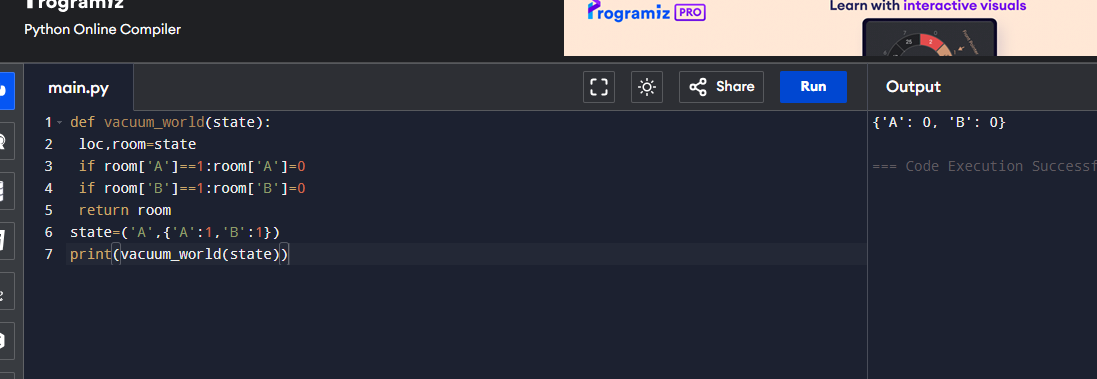 Programiz
Python Online Compiler
Programiz PRO
Learn with interactive visuals
main.py
Share
Run
Output
1 def vacuum_world(state):
2  loc,room=state
3  if room['A']==1:room['A']=0
4  if room['B']==1:room['B']=0
5  return room
6 state=('A',{'A':1,'B':1})
7 print(vacuum_world(state))
{'A': 0, 'B': 0}
=== Code Execution Successf